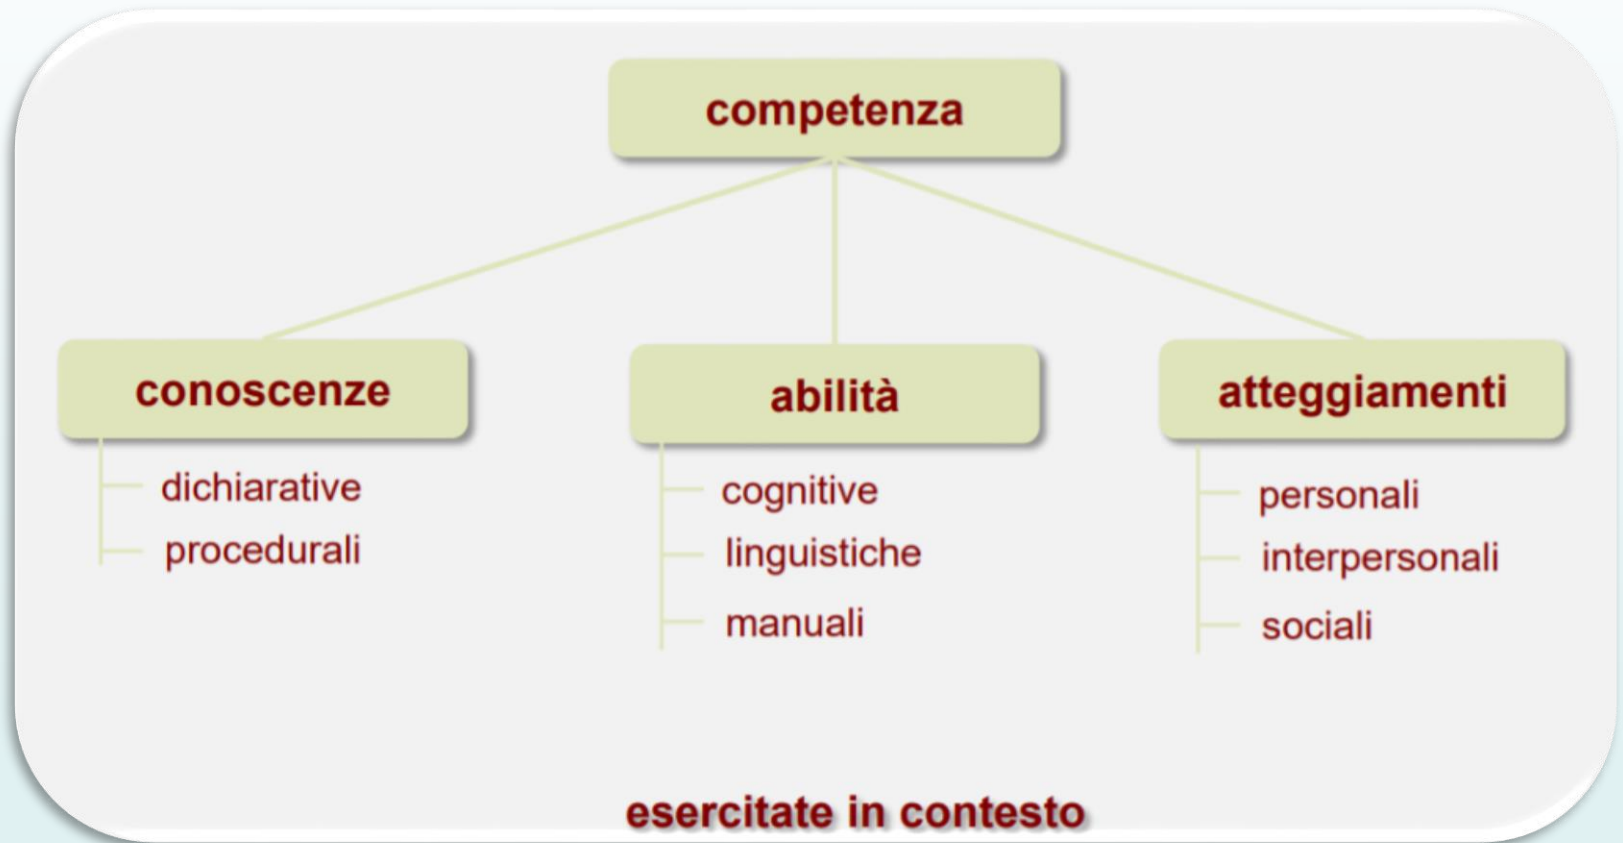 competenza
conoscenze
dichiarative
procedurali
abilità
cognitive
linguistiche
manuali
atteggiamenti
personali
interpersonali
sociali
esercitate in contesto